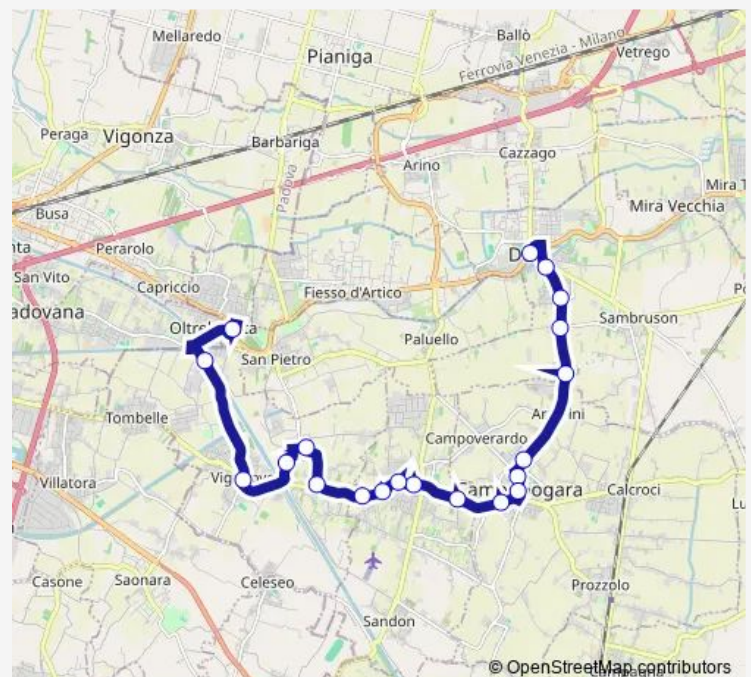 Mellaredo
Ballò
Pianiga
Vetrego
Ferrovia Venezia - Milano
Peraga
Vigonza
Barbariga
Cazzago
Arino
Padova
Mira T
Busa
Mira Vecchia
nta
Perarolo
D
San Vito
Capriccio
Fiesso d'Artico
Po
adovana
Sambruson
Paluello
San Pietro
Tombelle
Campoverardo
Villatora
Calcroci
Lu
Casone
Saonara
Celeseo
Prozzolo
Sandon
© OpenStreetMap contributors